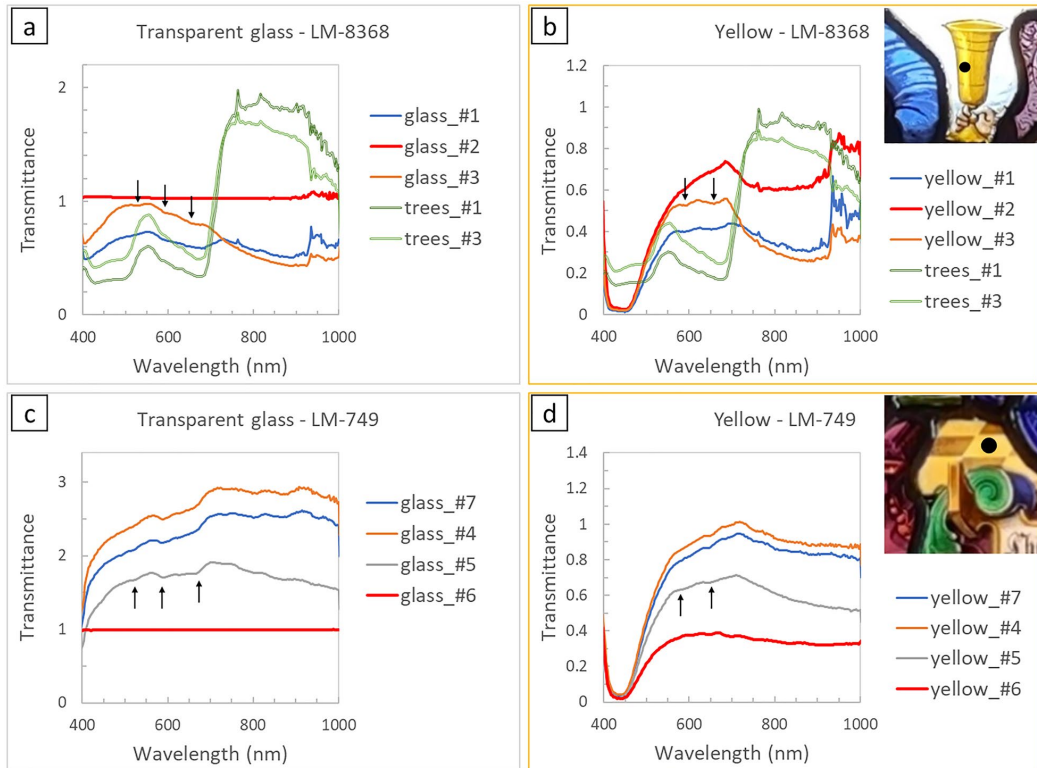 a
Transparent glass - LM-8368
Transmittance
2
1
0
400
600
800
1000
Wavelength (nm)
glass_#1
glass_#2
glass_#3
trees_#1
trees_#3
b
Yellow - LM-8368
Transmittance
1.2
1
0.8
0.6
0.4
0.2
0
400
600
800
1000
Wavelength (nm)
yellow_#1
yellow_#2
yellow_#3
trees_#1
trees_#3
c
Transparent glass - LM-749
Transmittance
3
2
1
0
400
600
800
1000
Wavelength (nm)
glass_#7
glass_#4
glass_#5
glass_#6
d
Yellow - LM-749
Transmittance
1.4
1.2
1
0.8
0.6
0.4
0.2
0
400
600
800
1000
Wavelength (nm)
yellow_#7
yellow_#4
yellow_#5
yellow_#6